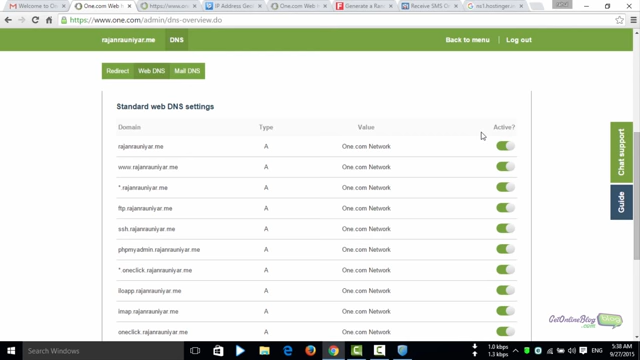 Welcome to C
One.com Web h
https://www.on
IP Address Geo
One.com Web H
Generate a Ran
Receive SMS O
ns1.hostinger.c
https://www.one.com/admin/dns-overview.do
rajanrauniyar.me DNS Back to menu Log out
Redirect Web DNS Mail DNS
Standard web DNS settings
Domain Type Value Active?
rajanrauniyar.me A One.com Network
www.rajanrauniyar.me A One.com Network
*.rajanrauniyar.me A One.com Network
ftp.rajanrauniyar.me A One.com Network
ssh.rajanrauniyar.me A One.com Network
phpmyadmin.rajanrauniyar.me A One.com Network
*.oneclick.rajanrauniyar.me A One.com Network
iloapp.rajanrauniyar.me A One.com Network
imap.rajanrauniyar.me A One.com Network
oneclick.rajanrauniyar.me A One.com Network
Chat support
Guide
GetOnlineBlog
.com
blog
Search Windows
1.0 kbps
1.3 kbps
5:38 AM
9/27/2015